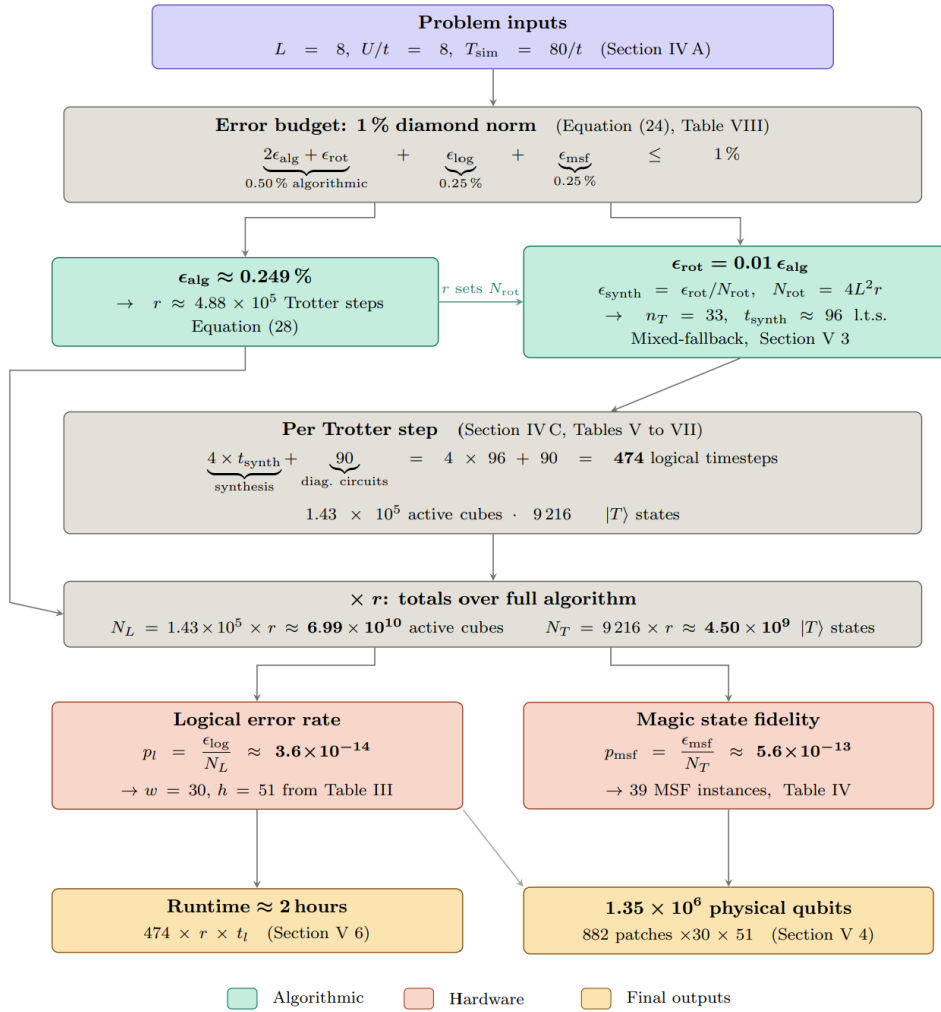 Problem inputs
L = 8, U/t = 8, T_sim = 80/t (Section IV A)
Error budget: 1 % diamond norm (Equation (24), Table VIII)
2ϵ_alg + ϵ_rot + ϵ_log + ϵ_msf ≤ 1 %
0.50 % algorithmic 0.25 % 0.25 %
ϵ_alg ≈ 0.249 %
→ r ≈ 4.88 × 10^5 Trotter steps
Equation (28)
r sets N_rot
ϵ_rot = 0.01 ϵ_alg
ϵ_synth = ϵ_rot/N_rot, N_rot = 4L^2r
→ n_T = 33, t_synth ≈ 96 l.t.s.
Mixed-fallback, Section V 3
Per Trotter step (Section IV C, Tables V to VII)
4 × t_synth + 90 = 4 × 96 + 90 = 474 logical timesteps
synthesis diag. circuits
1.43 × 10^5 active cubes · 9 216 |T⟩ states
× r: totals over full algorithm
N_L = 1.43 × 10^5 × r ≈ 6.99 × 10^10 active cubes N_T = 9 216 × r ≈ 4.50 × 10^9 |T⟩ states
Logical error rate
p_l = ϵ_log/N_L ≈ 3.6×10^−14
→ w = 30, h = 51 from Table III
Magic state fidelity
p_msf = ϵ_msf/N_T ≈ 5.6×10^−13
→ 39 MSF instances, Table IV
Runtime ≈ 2 hours
474 × r × t_l (Section V 6)
1.35 × 10^6 physical qubits
882 patches ×30 × 51 (Section V 4)
Algorithmic Hardware Final outputs